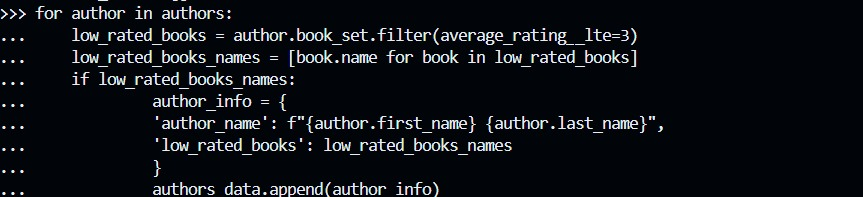 >>> for author in authors:
...     low_rated_books = author.book_set.filter(average_rating__lte=3)
...     low_rated_books_names = [book.name for book in low_rated_books]
...     if low_rated_books_names:
...             author_info = {
...             'author_name': f"{author.first_name} {author.last_name}",
...             'low_rated_books': low_rated_books_names
...             }
...             authors_data.append(author_info)